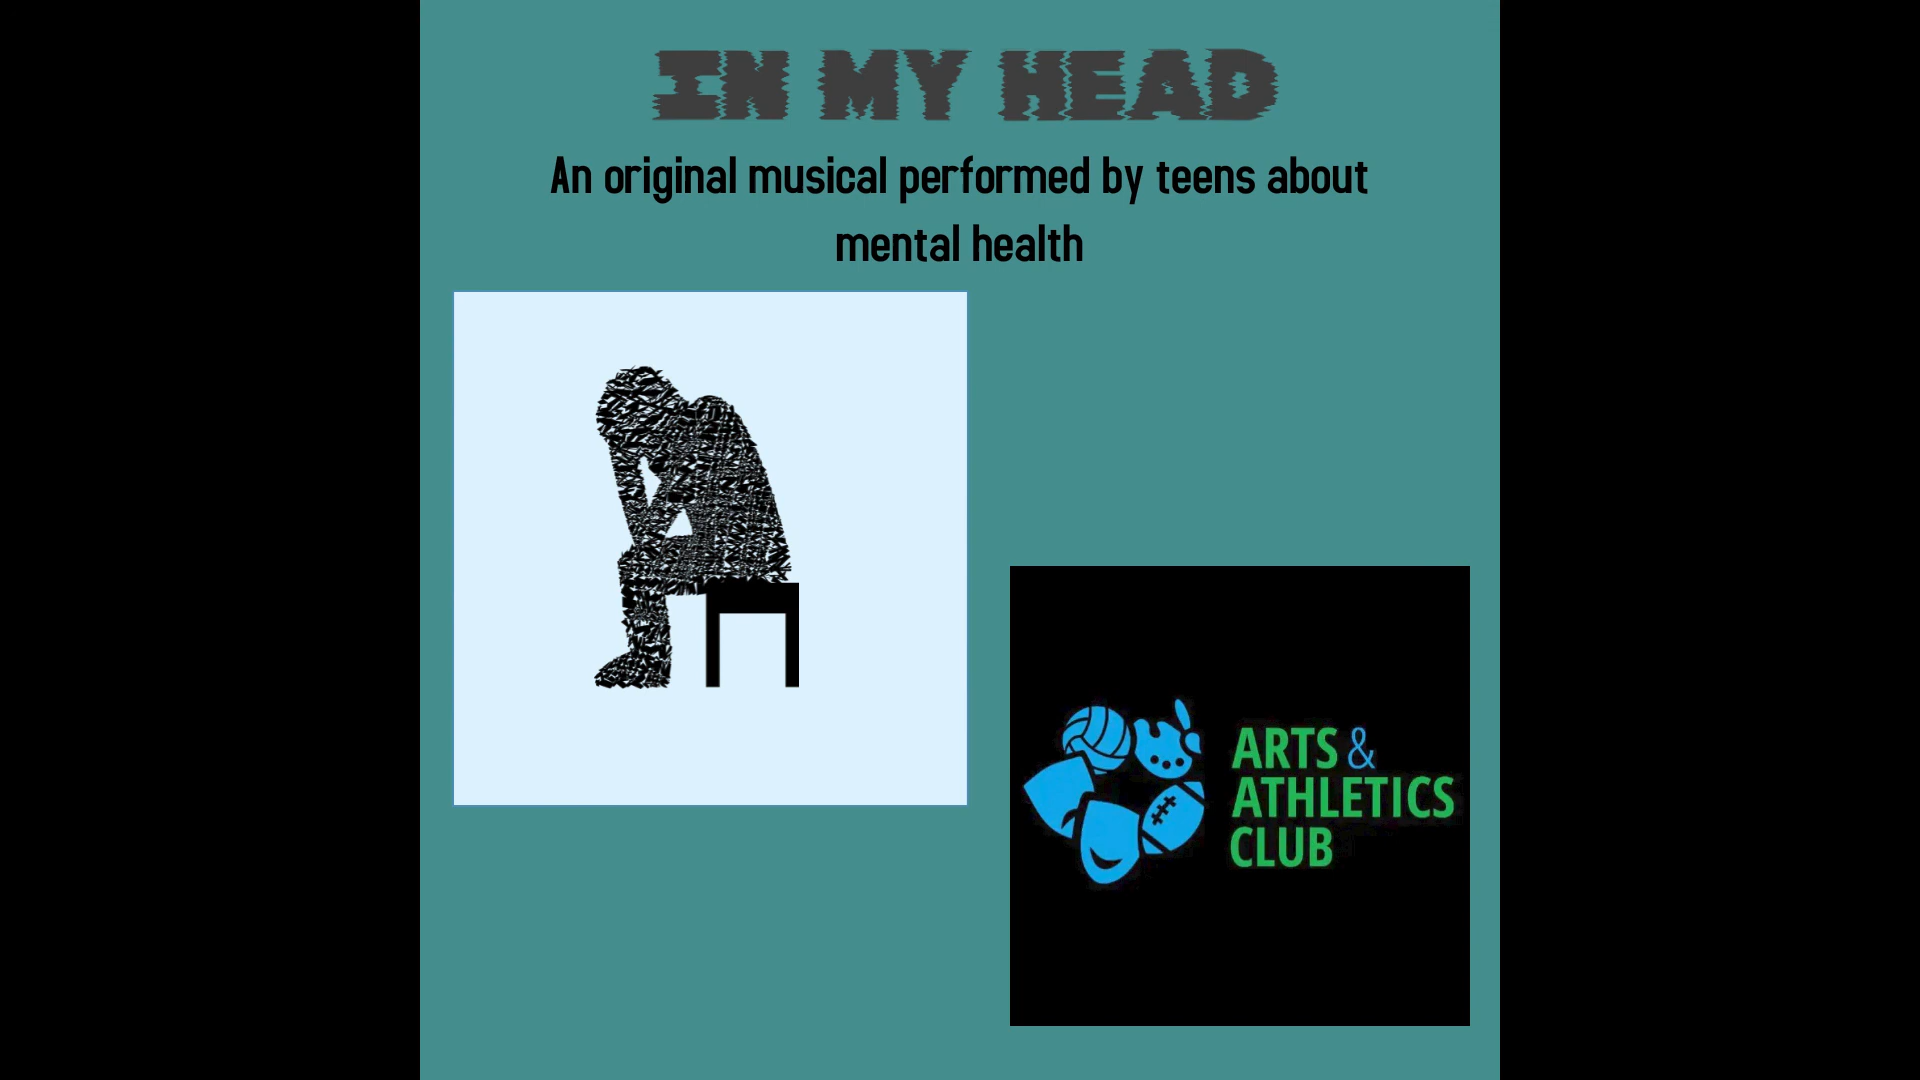 IN MY HEAD
An original musical performed by teens about
mental health
ARTS &
ATHLETICS
CLUB